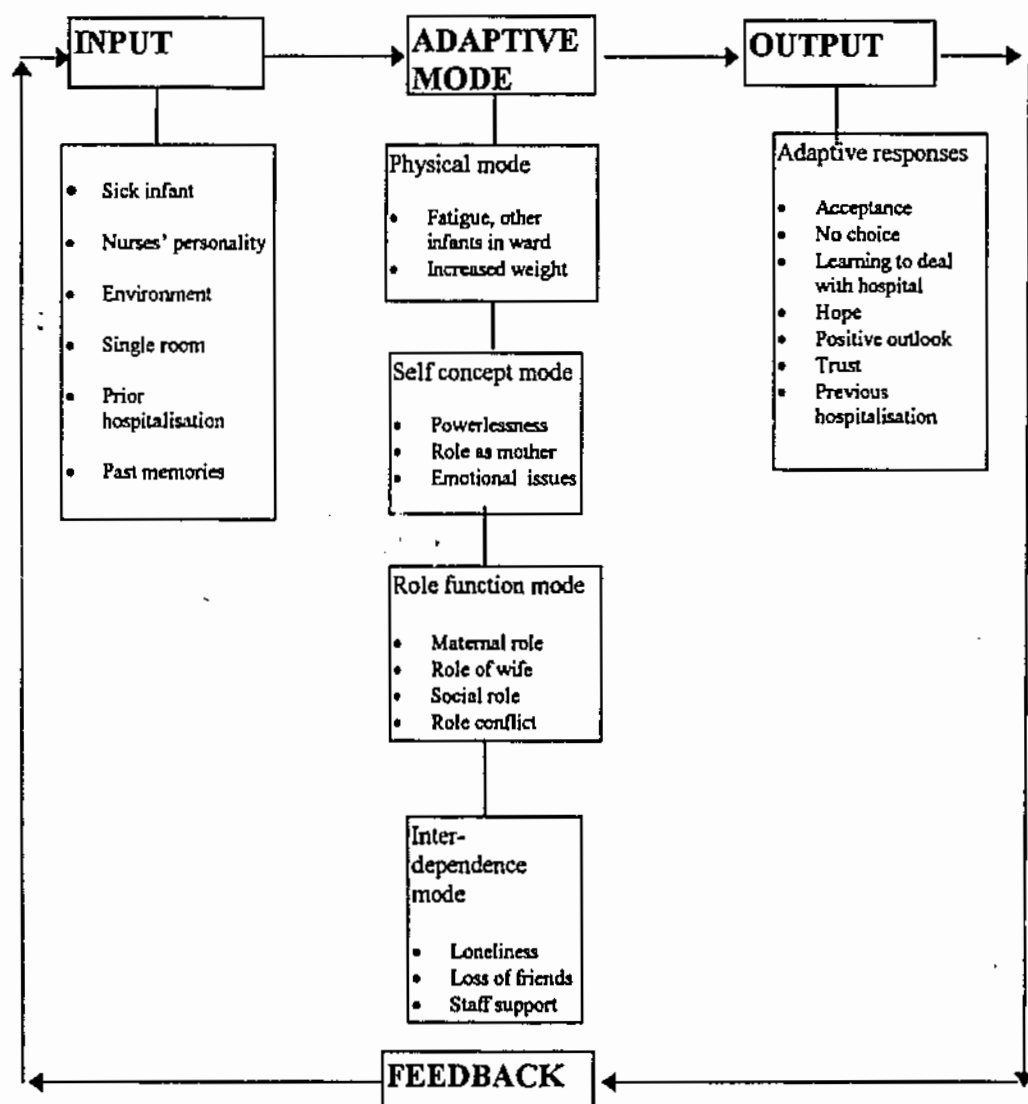 INPUT
• Sick infant
• Nurses' personality
• Environment
• Single room
• Prior
hospitalisation
• Past memories
ADAPTIVE
MODE
Physical mode
• Fatigue, other
infants in ward
• Increased weight
Self concept mode
• Powerlessness
• Role as mother
• Emotional issues
Role function mode
• Maternal role
• Role of wife
• Social role
• Role conflict
Inter-
dependence
mode
• Loneliness
• Loss of friends
• Staff support
OUTPUT
Adaptive responses
• Acceptance
• No choice
• Learning to deal
with hospital
• Hope
• Positive outlook
• Trust
• Previous
hospitalisation
FEEDBACK